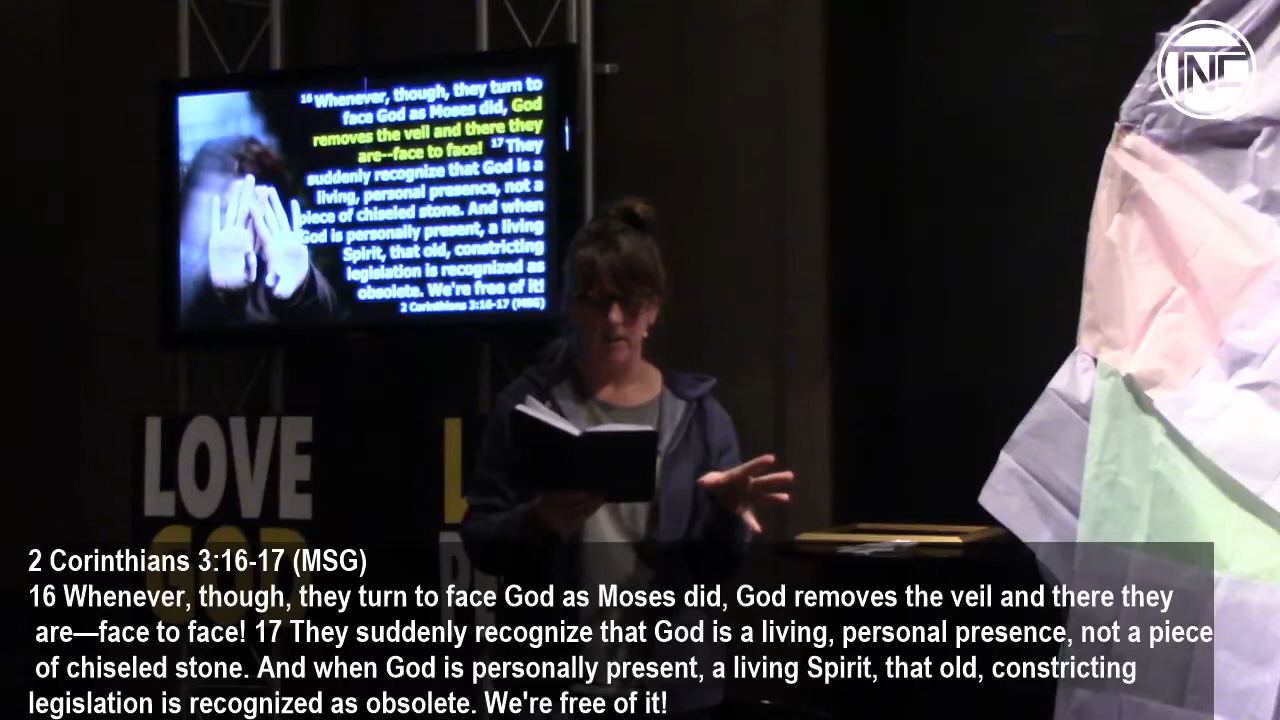 TNC
16 Whenever, though, they turn to
face God as Moses did, God
removes the veil and there they
are--face to face! 17 They
suddenly recognize that God is a
living, personal presence, not a
piece of chiseled stone. And when
God is personally present, a living
Spirit, that old, constricting
legislation is recognized as
obsolete. We're free of it!
2 Corinthians 3:16-17 (MSG)
LOVE
GOD
2 Corinthians 3:16-17 (MSG)
16 Whenever, though, they turn to face God as Moses did, God removes the veil and there they
are—face to face! 17 They suddenly recognize that God is a living, personal presence, not a piece
of chiseled stone. And when God is personally present, a living Spirit, that old, constricting
legislation is recognized as obsolete. We're free of it!